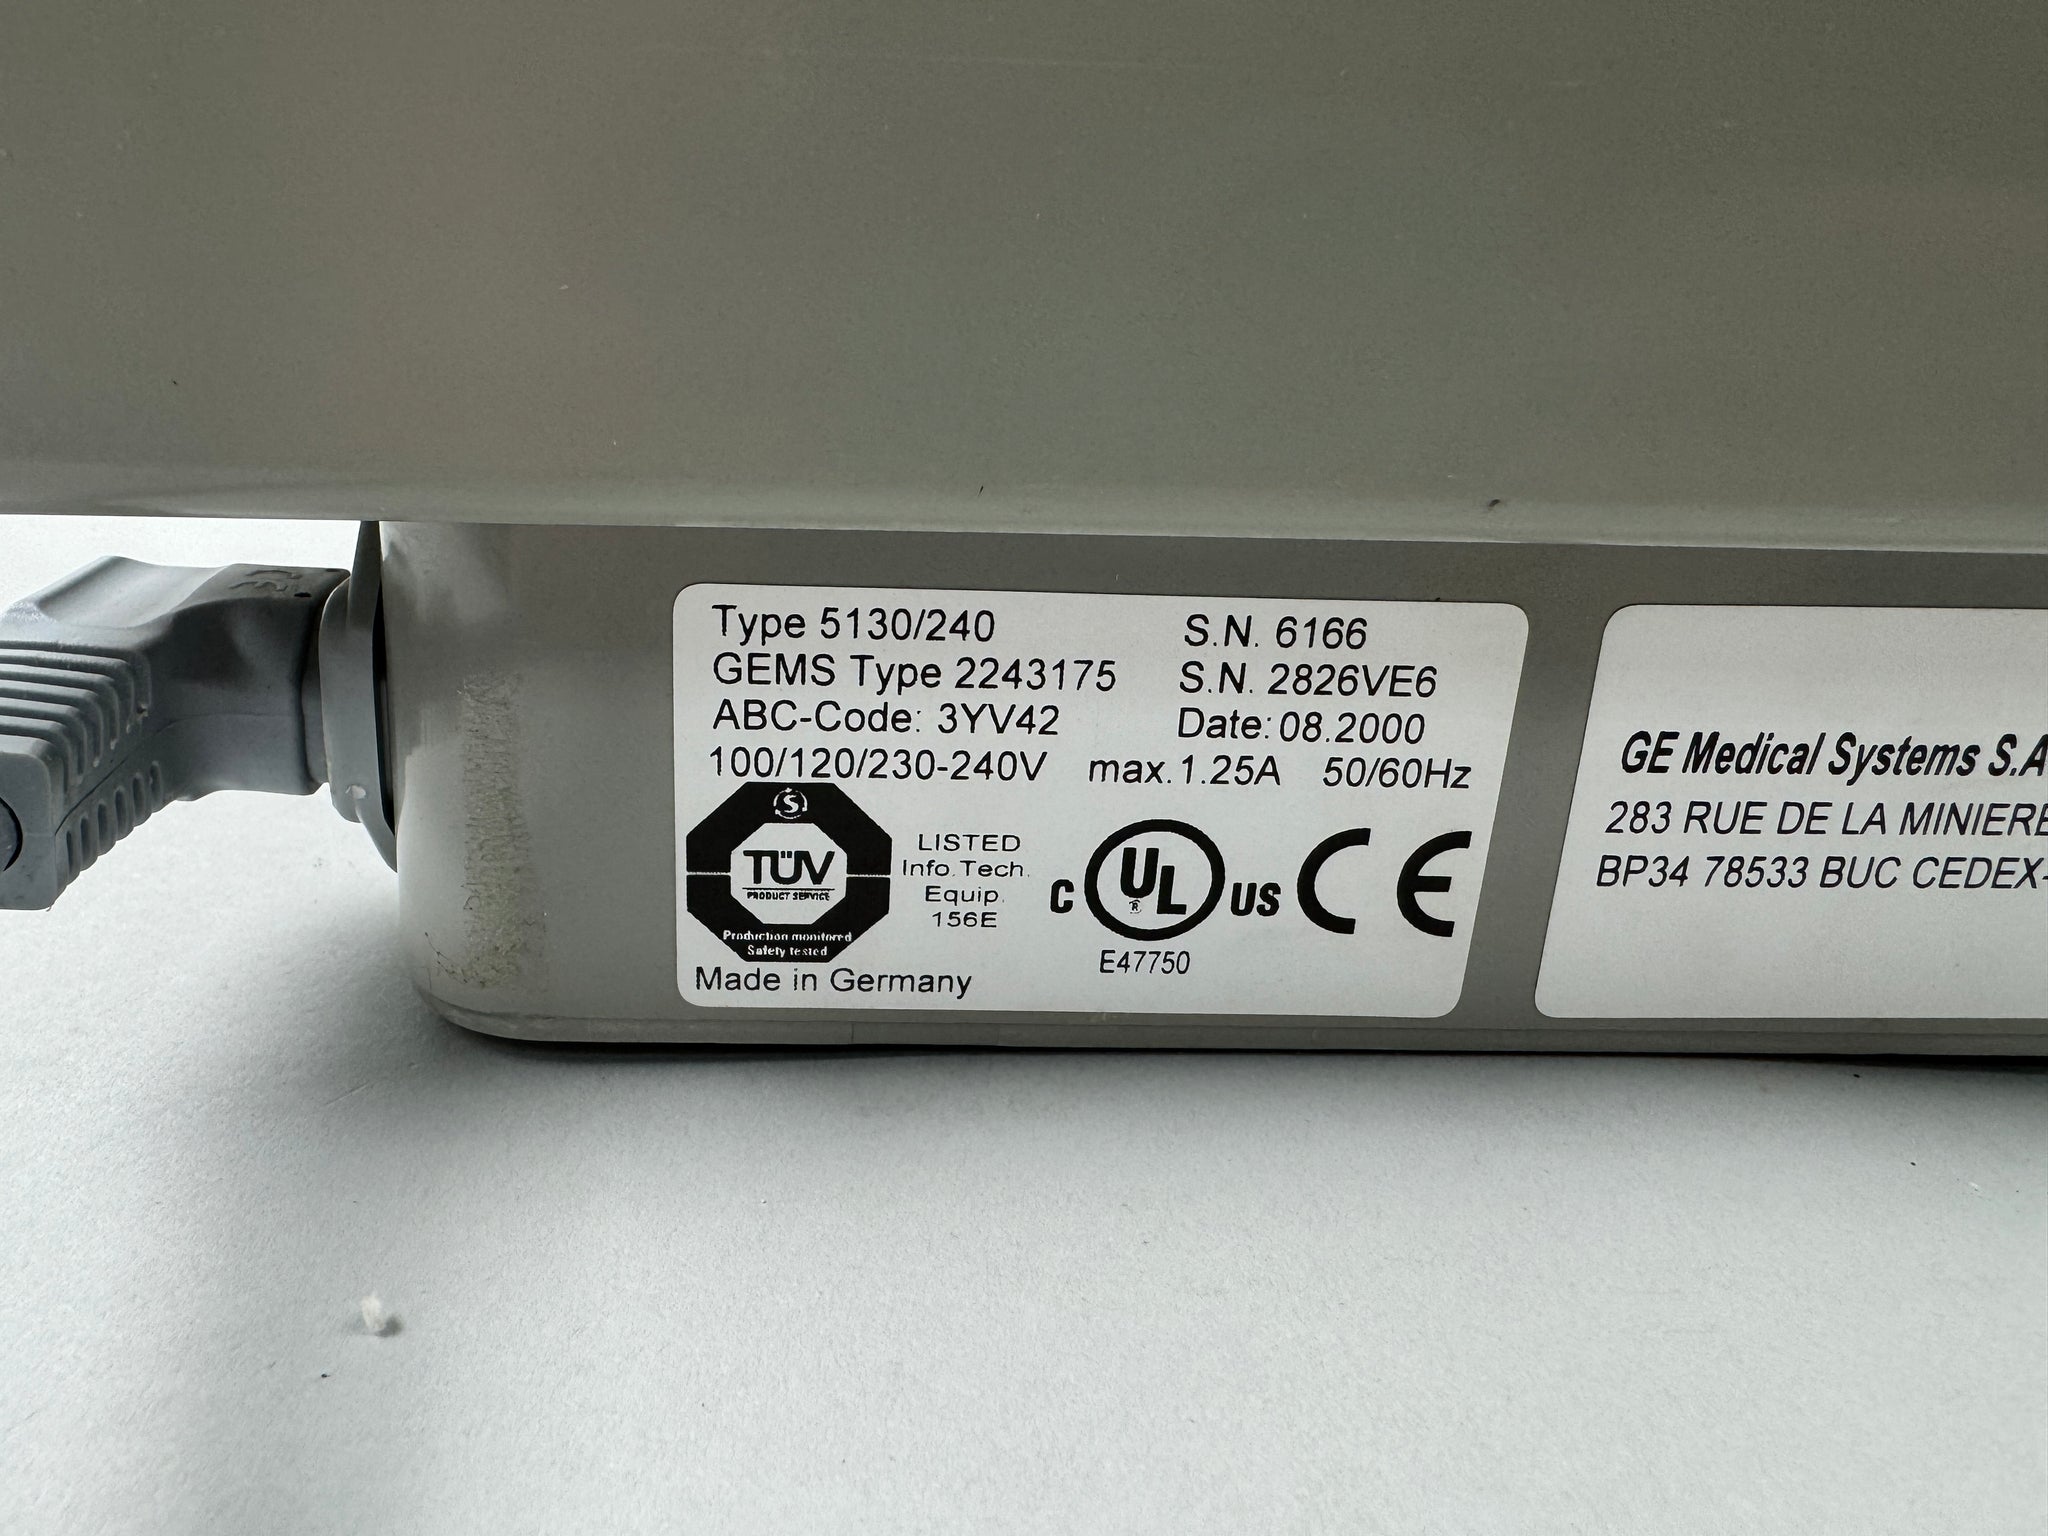 Type 5130/240 S.N. 6166
GEMS Type 2243175 S.N. 2826VE6
ABC-Code: 3YV42 Date: 08.2000
100/120/230-240V max. 1.25A 50/60Hz
S
TÜV
PRODUCT SERVICE
Production monitored
Safety tested
LISTED
Info. Tech.
Equip.
156E
C UL US CE
®
E47750
Made in Germany
GE Medical Systems S.A
283 RUE DE LA MINIERE
BP34 78533 BUC CEDEX-